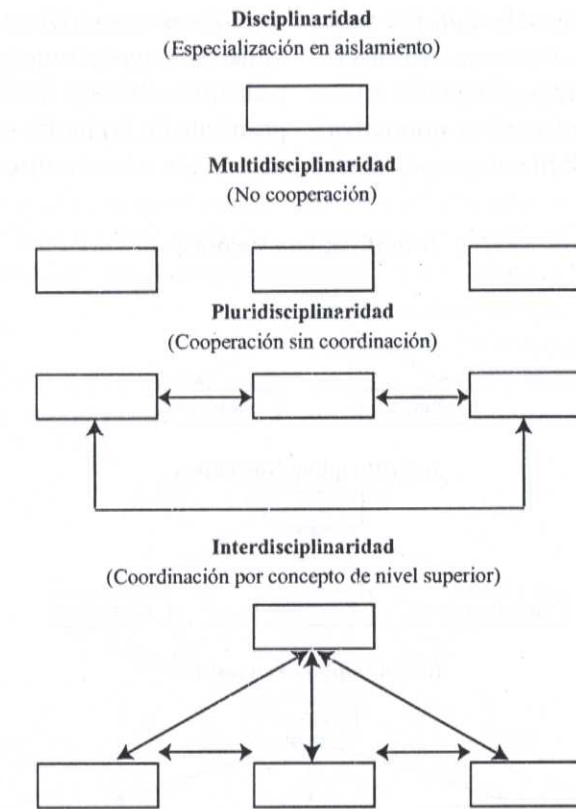 Disciplinaridad
(Especialización en aislamiento)
Multidisciplinaridad
(No cooperación)
Pluridisciplinaridad
(Cooperación sin coordinación)
Interdisciplinaridad
(Coordinación por concepto de nivel superior)